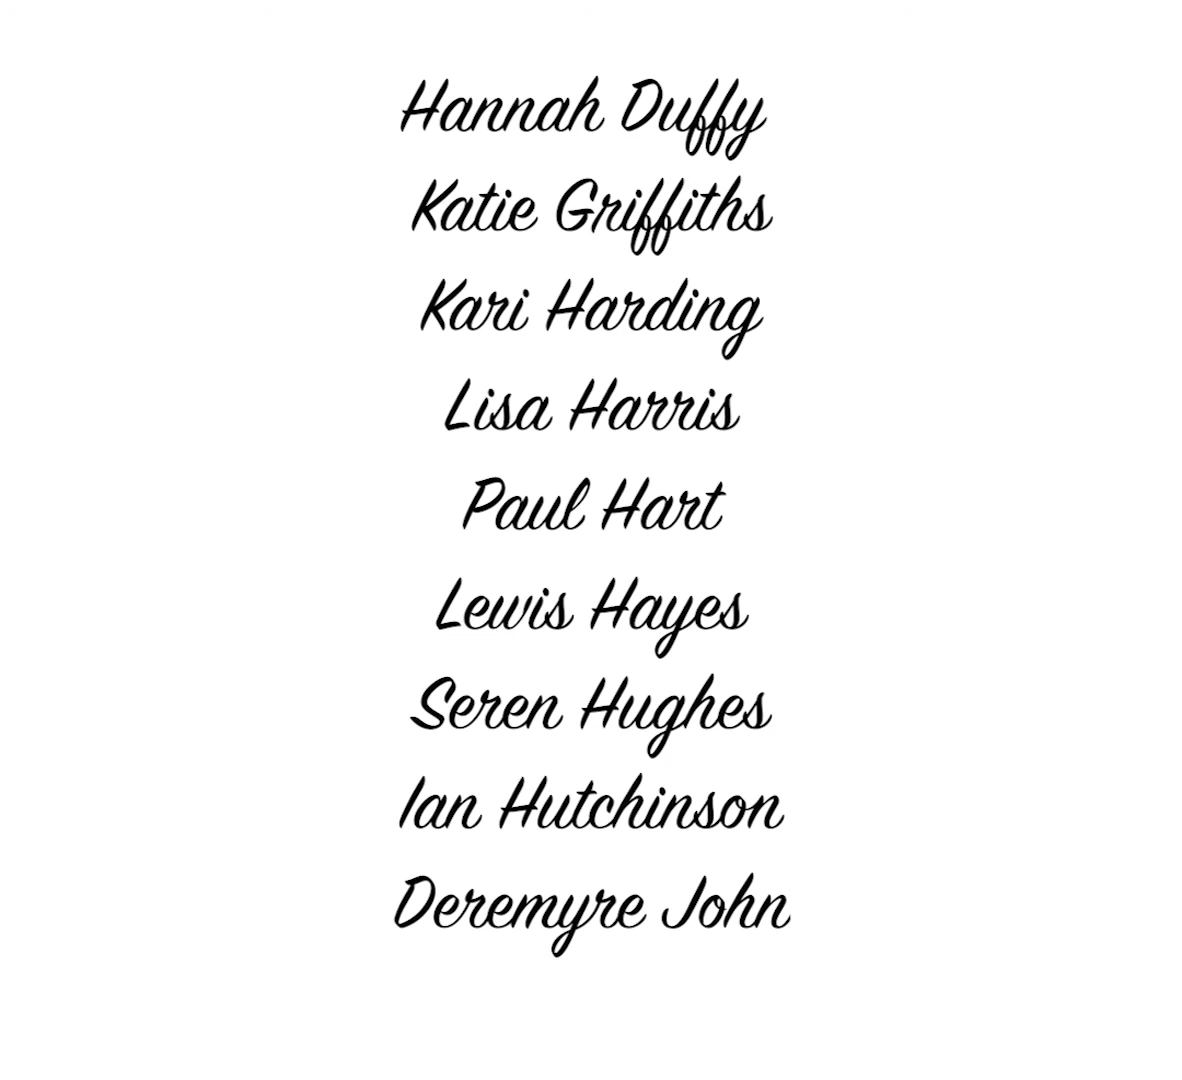 Hannah Duffy
Katie Griffiths
Kari Harding
Lisa Harris
Paul Hart
Lewis Hayes
Seren Hughes
Ian Hutchinson
Deremyre John